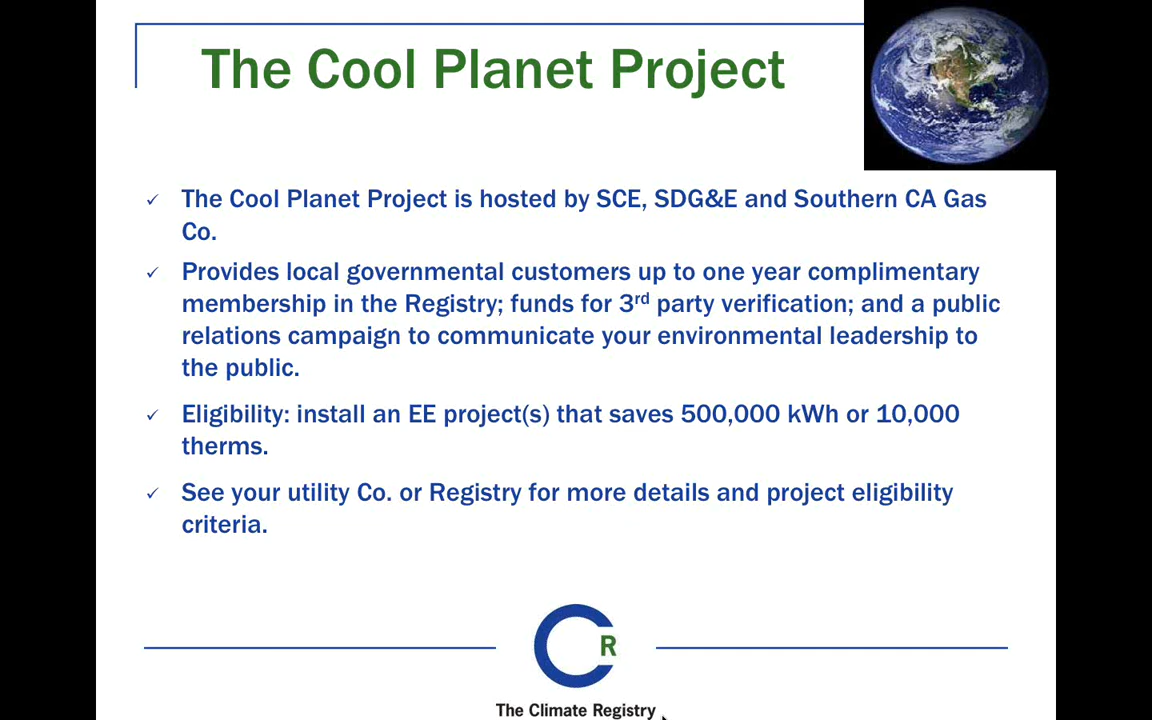 The Cool Planet Project
✓ The Cool Planet Project is hosted by SCE, SDG&E and Southern CA Gas
Co.
✓ Provides local governmental customers up to one year complimentary
membership in the Registry; funds for 3rd party verification; and a public
relations campaign to communicate your environmental leadership to
the public.
✓ Eligibility: install an EE project(s) that saves 500,000 kWh or 10,000
therms.
✓ See your utility Co. or Registry for more details and project eligibility
criteria.
CR
The Climate Registry